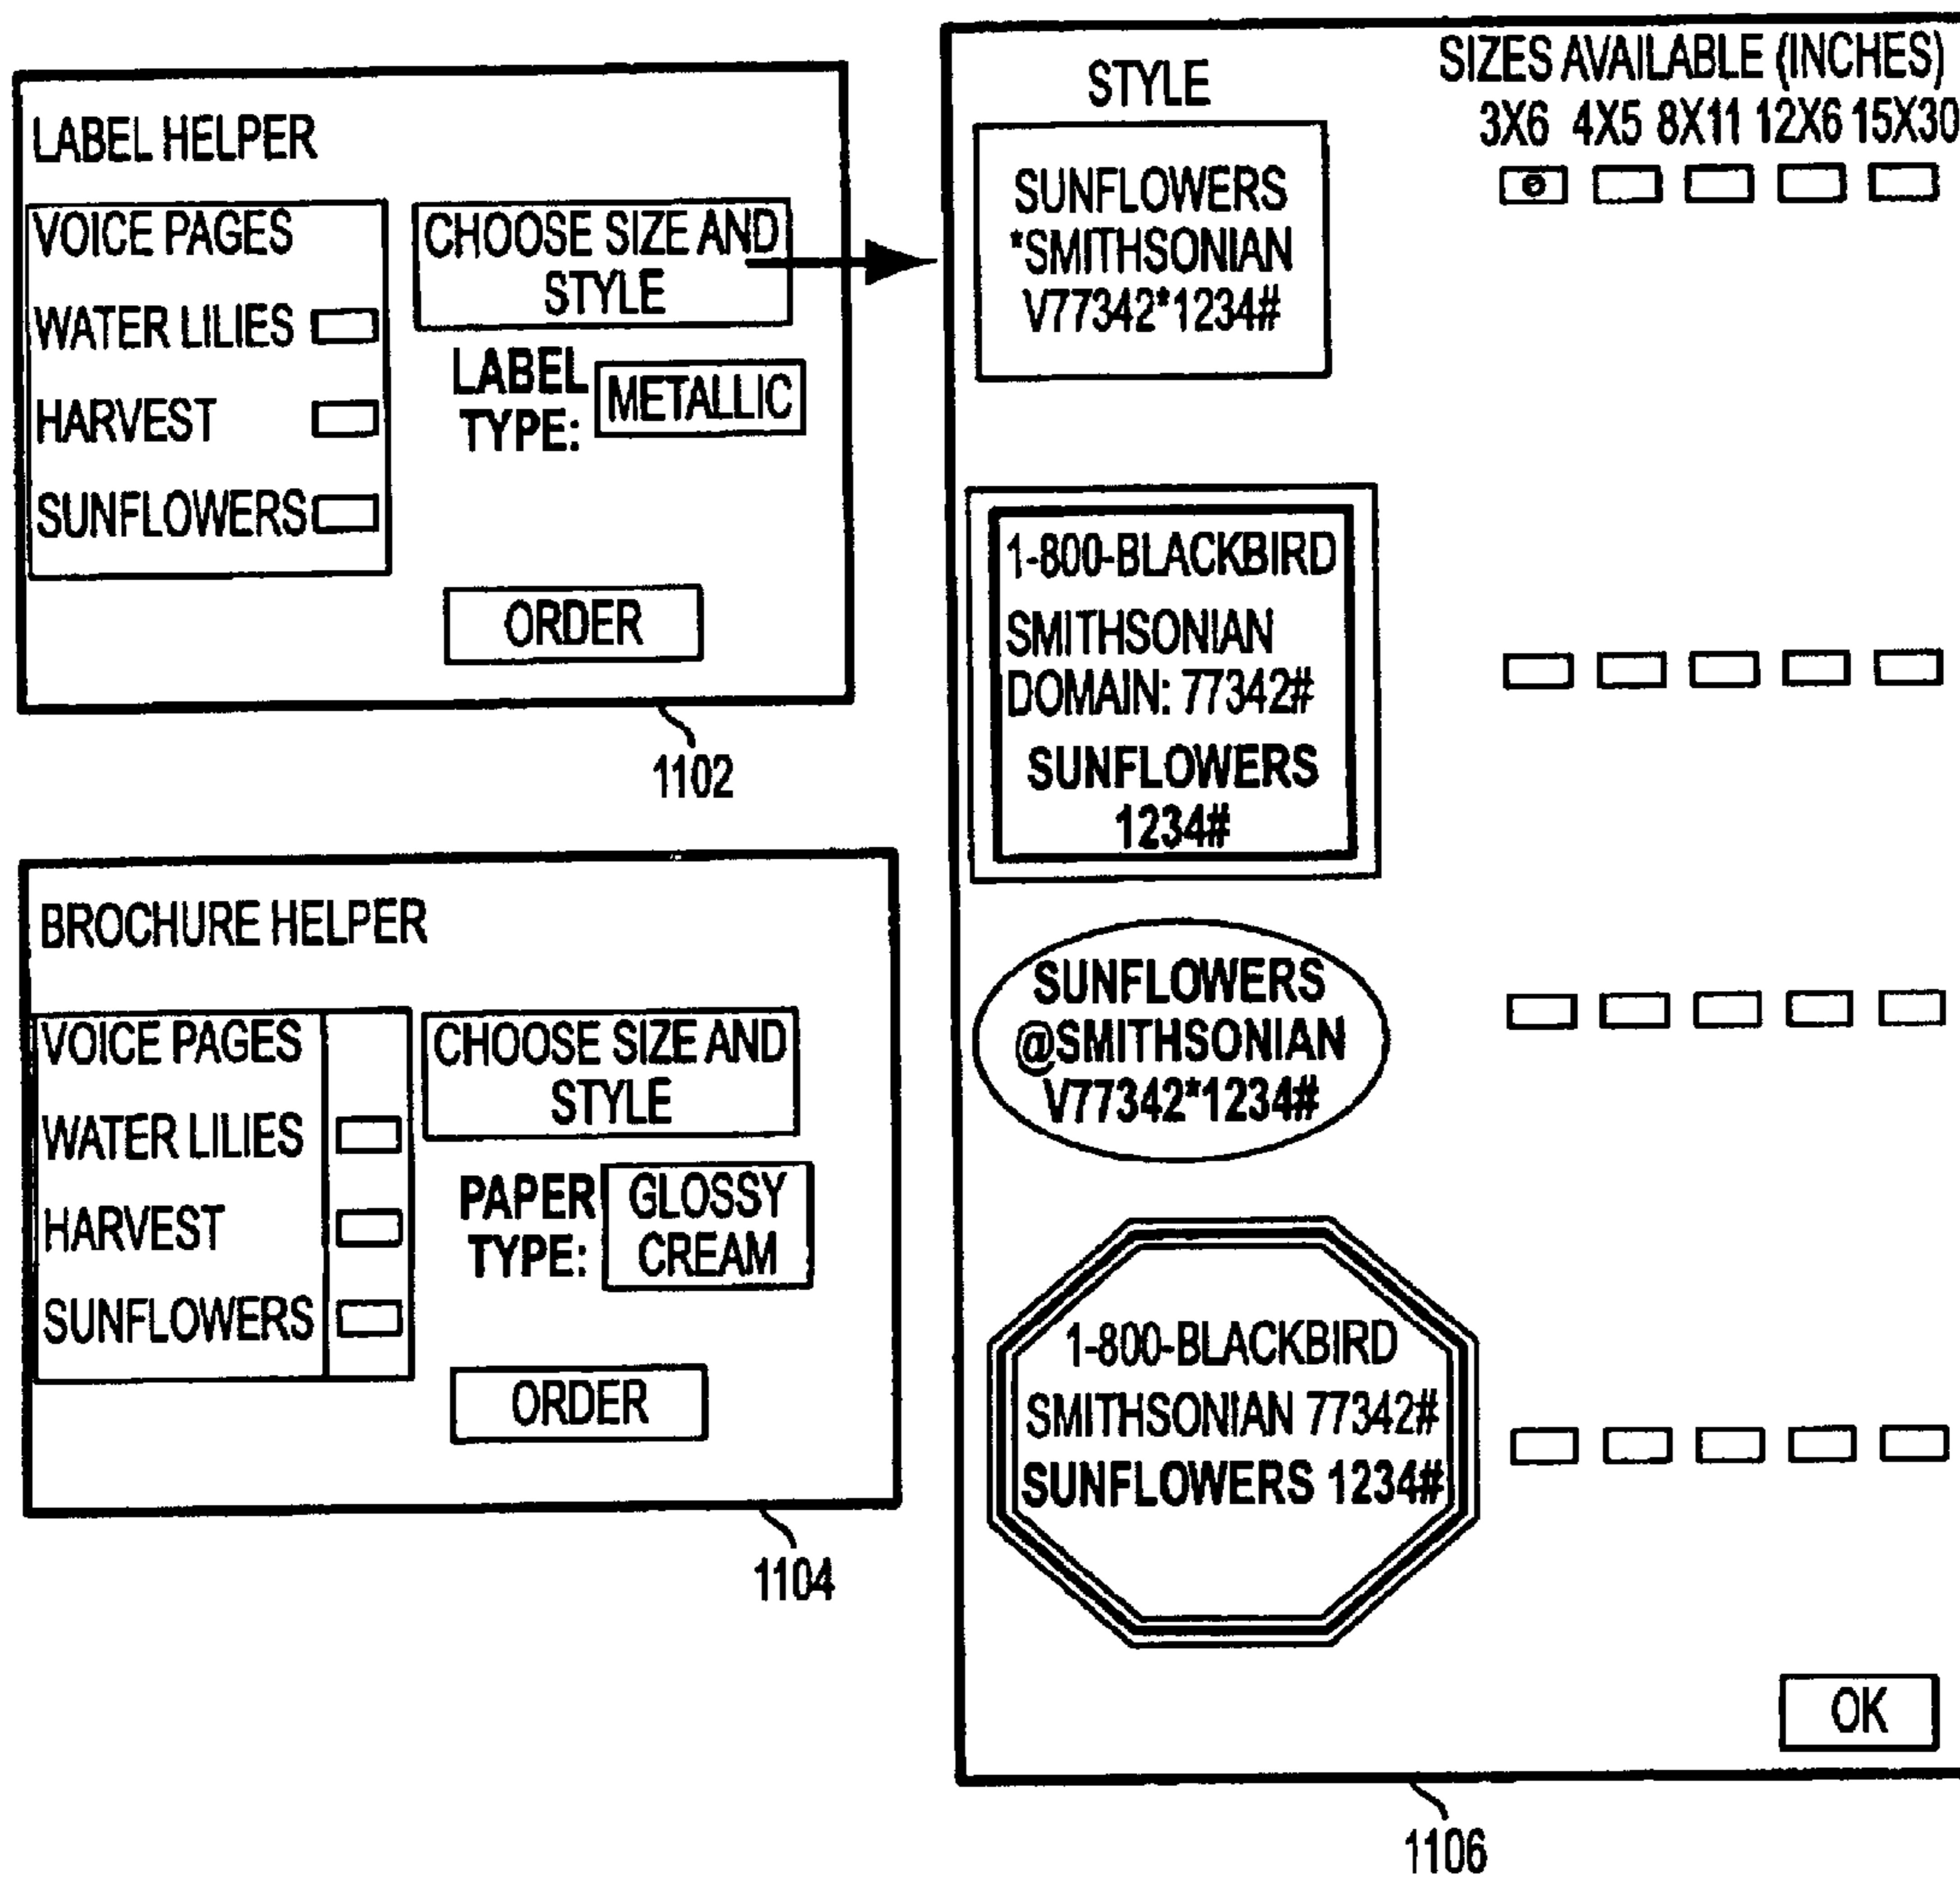 LABEL HELPER
VOICE PAGES
WATER LILIES
HARVEST
SUNFLOWERS
CHOOSE SIZE AND
STYLE
LABEL
TYPE:
METALLIC
ORDER
1102
BROCHURE HELPER
VOICE PAGES
WATER LILIES
HARVEST
SUNFLOWERS
CHOOSE SIZE AND
STYLE
PAPER
TYPE:
GLOSSY
CREAM
ORDER
1104
STYLE
SIZES AVAILABLE (INCHES)
3X6 4X5 8X11 12X6 15X30
SUNFLOWERS
*SMITHSONIAN
V77342*1234#
1-800-BLACKBIRD
SMITHSONIAN
DOMAIN: 77342#
SUNFLOWERS
1234#
SUNFLOWERS
@SMITHSONIAN
V77342*1234#
1-800-BLACKBIRD
SMITHSONIAN 77342#
SUNFLOWERS 1234#
OK
1106